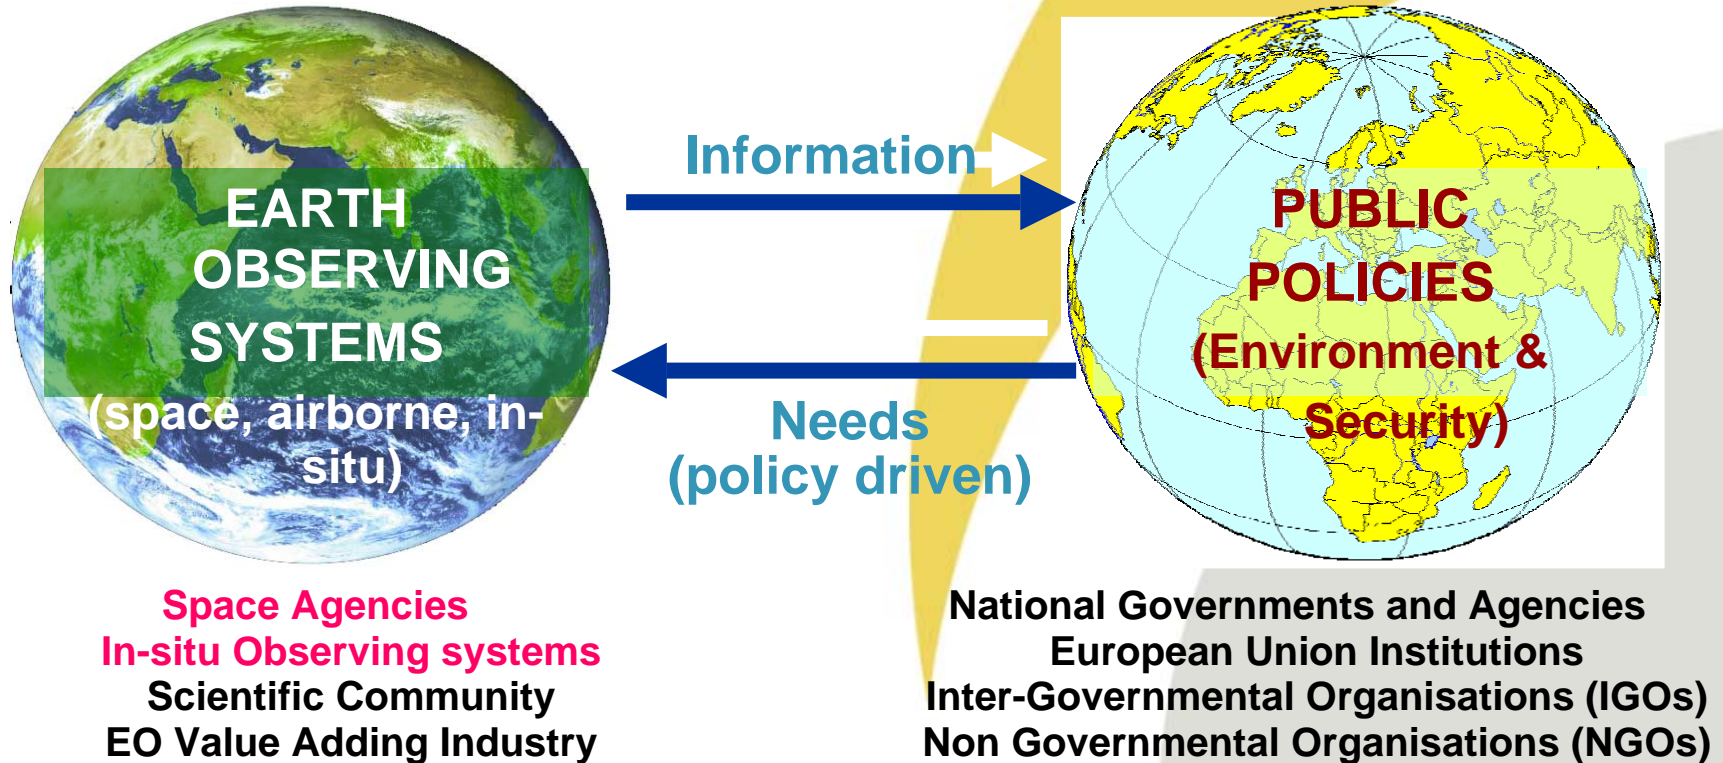 EARTH
OBSERVING
SYSTEMS
(space, airborne, in-
situ)
Information
Needs
(policy driven)
PUBLIC
POLICIES
(Environment &
Security)
Space Agencies
In-situ Observing systems
Scientific Community
EO Value Adding Industry
National Governments and Agencies
European Union Institutions
Inter-Governmental Organisations (IGOs)
Non Governmental Organisations (NGOs)